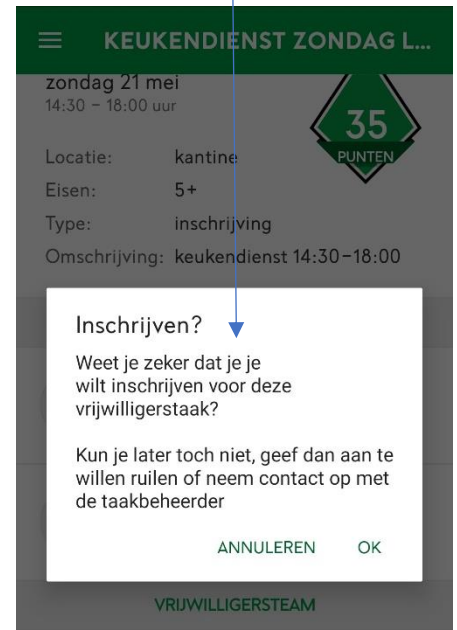 KEUKENDIENST ZONDAG L...
zondag 21 mei
14:30 - 18:00 uur
35
PUNTEN
Locatie: kantine
Eisen: 5+
Type: inschrijving
Omschrijving: keukendienst 14:30-18:00
Inschrijven?
Weet je zeker dat je je
wilt inschrijven voor deze
vrijwilligerstaak?
Kun je later toch niet, geef dan aan te
willen ruilen of neem contact op met
de taakbeheerder
ANNULEREN OK
VRIJWILLIGERSTEAM